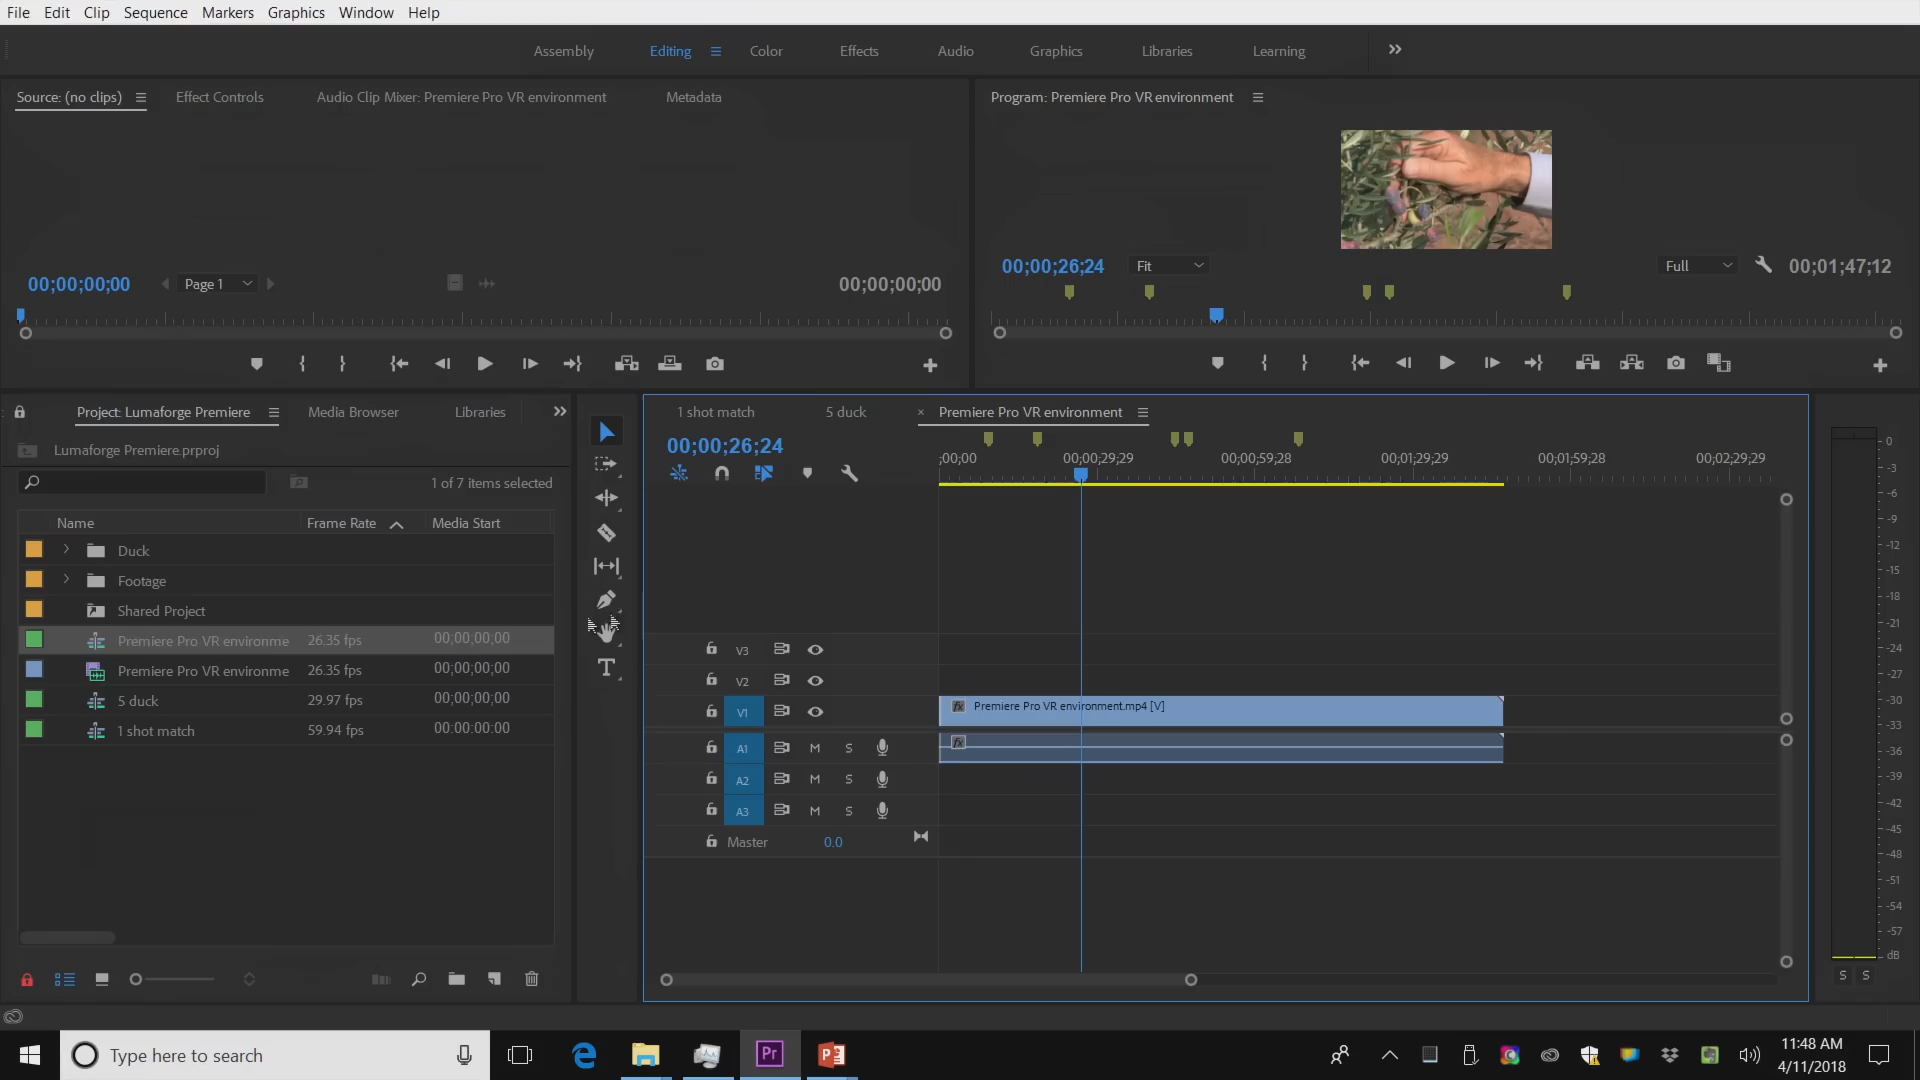 File Edit Clip Sequence Markers Graphics Window Help
Assembly Editing Color Effects Audio Graphics Libraries Learning
Source: (no clips) Effect Controls Audio Clip Mixer: Premiere Pro VR environment Metadata
Program: Premiere Pro VR environment
00;00;26;24 Fit Full 00;01;47;12
00;00;00;00 Page 1 00;00;00;00
Project: Lumaforge Premiere Media Browser Libraries
1 shot match 5 duck × Premiere Pro VR environment
Lumaforge Premiere.prproj
00;00;26;24
;00;00 00;00;29;29 00;00;59;28 00;01;29;29 00;01;59;28 00;02;29;29
1 of 7 items selected
Name Frame Rate Media Start
Duck
Footage
Shared Project
Premiere Pro VR environme 26.35 fps 00;00;00;00
Premiere Pro VR environme 26.35 fps 00;00;00;00
5 duck 29.97 fps 00;00;00;00
1 shot match 59.94 fps 00:00:00:00
T
V3
V2
V1 fx Premiere Pro VR environment.mp4 [V]
A1 M S fx
A2 M S
A3 M S
Master 0.0
0
-3
-6
-9
-12
-15
-18
-21
-24
-27
-30
-33
-36
-39
-42
-45
-48
-51
-54
-57
dB
S S
Type here to search
Pr
11:48 AM
4/11/2018